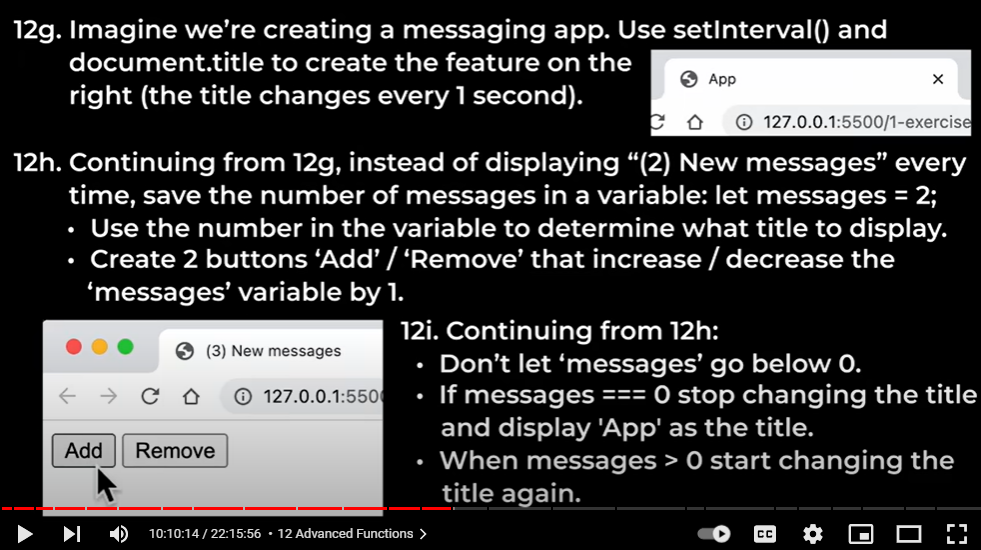 12g. Imagine we're creating a messaging app. Use setInterval() and
document.title to create the feature on the
right (the title changes every 1 second).
App
127.0.0.1:5500/1-exercise
12h. Continuing from 12g, instead of displaying “(2) New messages” every
time, save the number of messages in a variable: let messages = 2;
• Use the number in the variable to determine what title to display.
• Create 2 buttons ‘Add’ / ‘Remove’ that increase / decrease the
‘messages’ variable by 1.
(3) New messages
127.0.0.1:5500
Add Remove
12i. Continuing from 12h:
• Don’t let ‘messages’ go below 0.
• If messages === 0 stop changing the title
and display 'App' as the title.
• When messages > 0 start changing the
title again.
10:10:14 / 22:15:56 • 12 Advanced Functions
CC